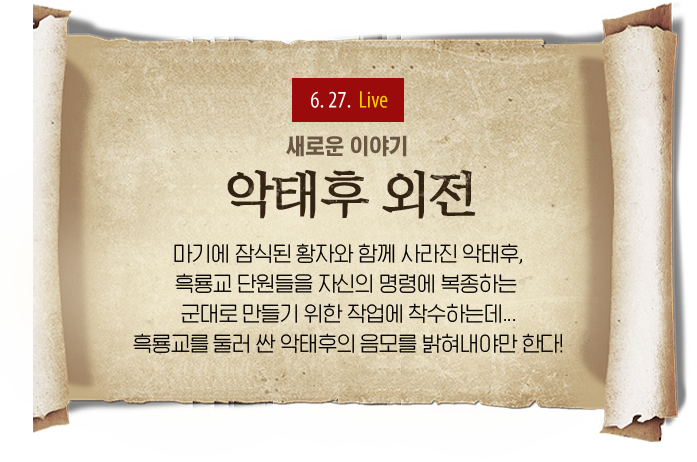 6. 27. Live
새로운 이야기
악태후 외전
마기에 잠식된 황자와 함께 사라진 악태후,
흑룡교 단원들을 자신의 명령에 복종하는
군대로 만들기 위한 작업에 착수하는데...
흑룡교를 둘러 싼 악태후의 음모를 밝혀내야만 한다!